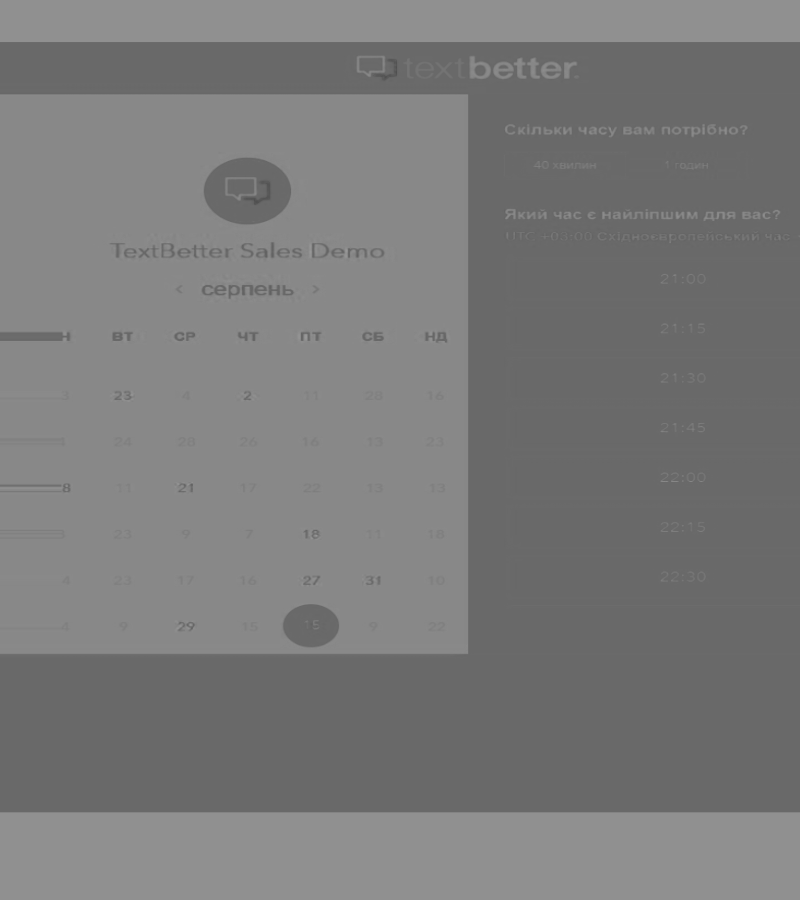 textbetter.
TextBetter Sales Demo
‹ серпень ›
Н ВТ СР ЧТ ПТ СБ НД
3 23 4 2 11 28 16
24 28 26 16 13 23
8 11 21 17 22 13 13
23 9 7 18 11 18
4 23 17 16 27 31 10
4 9 29 15 15 9 22
Скільки часу вам потрібно?
40 хвилин 1 годин
Який час є найліпшим для вас?
UTC +03:00 Східноєвропейський час
21:00
21:15
21:30
21:45
22:00
22:15
22:30